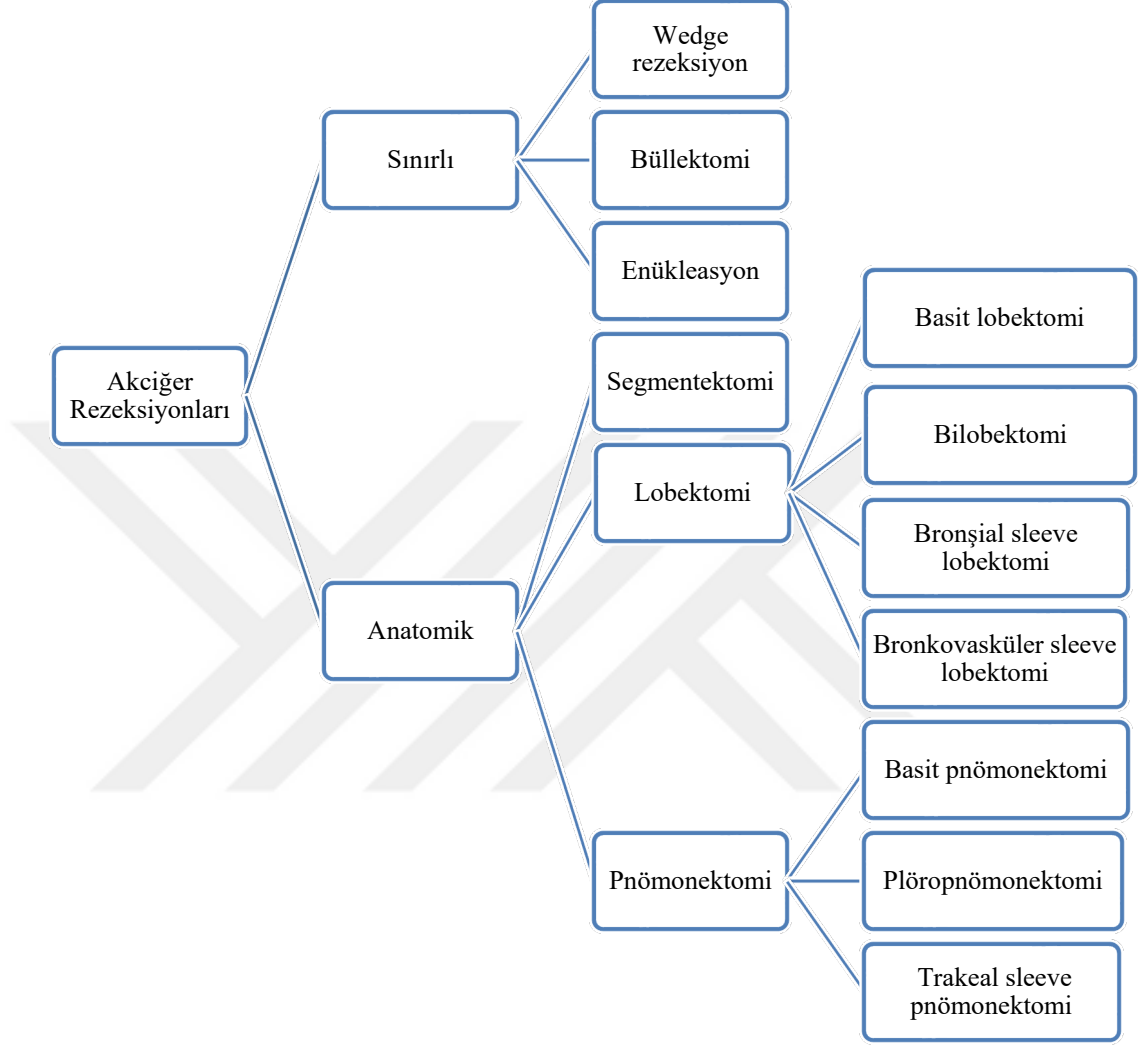 Akciğer
Rezeksiyonları
Sınırlı
Wedge
rezeksiyon
Büllektomi
Enükleasyon
Anatomik
Segmentektomi
Lobektomi
Basit lobektomi
Bilobektomi
Bronşial sleeve
lobektomi
Bronkovasküler sleeve
lobektomi
Pnömonektomi
Basit pnömonektomi
Plöropnömonektomi
Trakeal sleeve
pnömonektomi